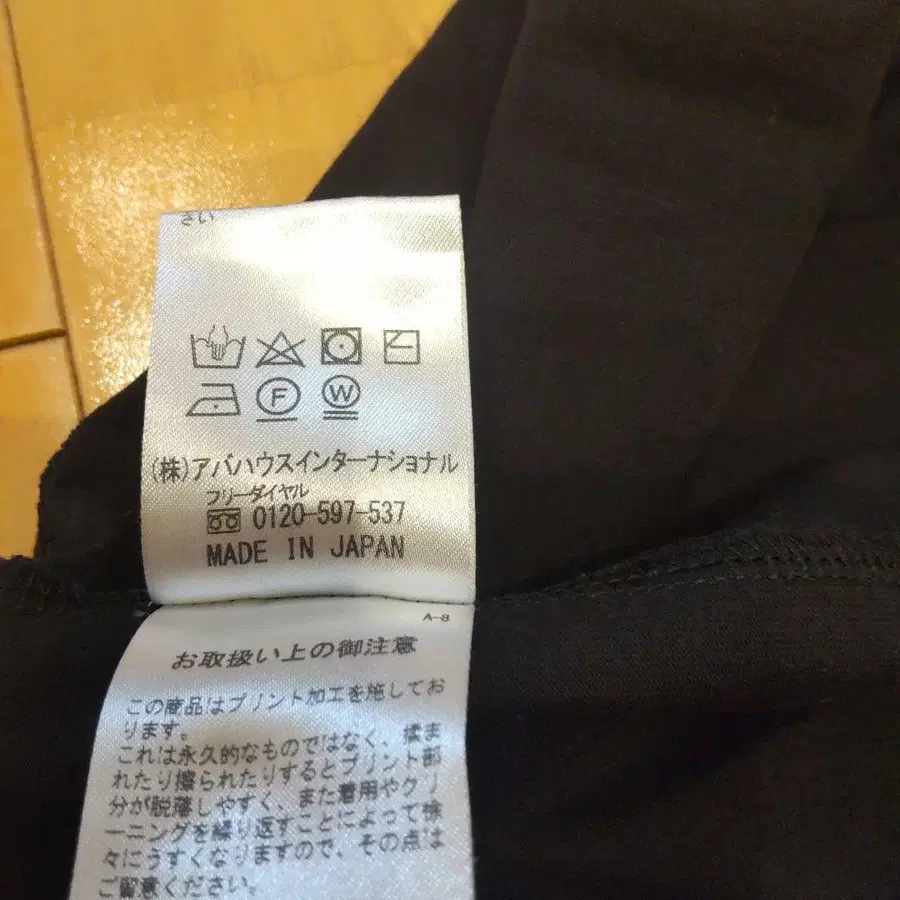 さい
F W
(株)アバハウスインターナショナル
フリーダイヤル
0120-597-537
MADE IN JAPAN
A-8
お取扱い上の御注意
この商品はプリント加工を施してお
ります。
これは永久的なものではなく、揉ま
れたり擦られたりするとプリント部
分が脱落しやすく、また着用やクリ
ーニングを繰り返すことによって検
々にうすくなりますので、その点は
ご留意ください。